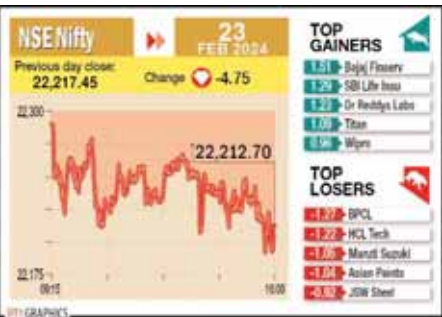 NSE Nifty
23
FEB 2024
Previous day close:
22,217.45
Change -4.75
22,300
22,212.70
22,175
09:15
16:00
TOP
GAINERS
1.51 Bajaj Finserv
1.29 SBI Life Insu
1.23 Dr Reddys Labs
1.09 Titan
0.96 Wipro
TOP
LOSERS
-1.27 BPCL
-1.22 HCL Tech
-1.05 Maruti Suzuki
-1.04 Asian Paints
-0.92 JSW Steel
PTI GRAPHICS